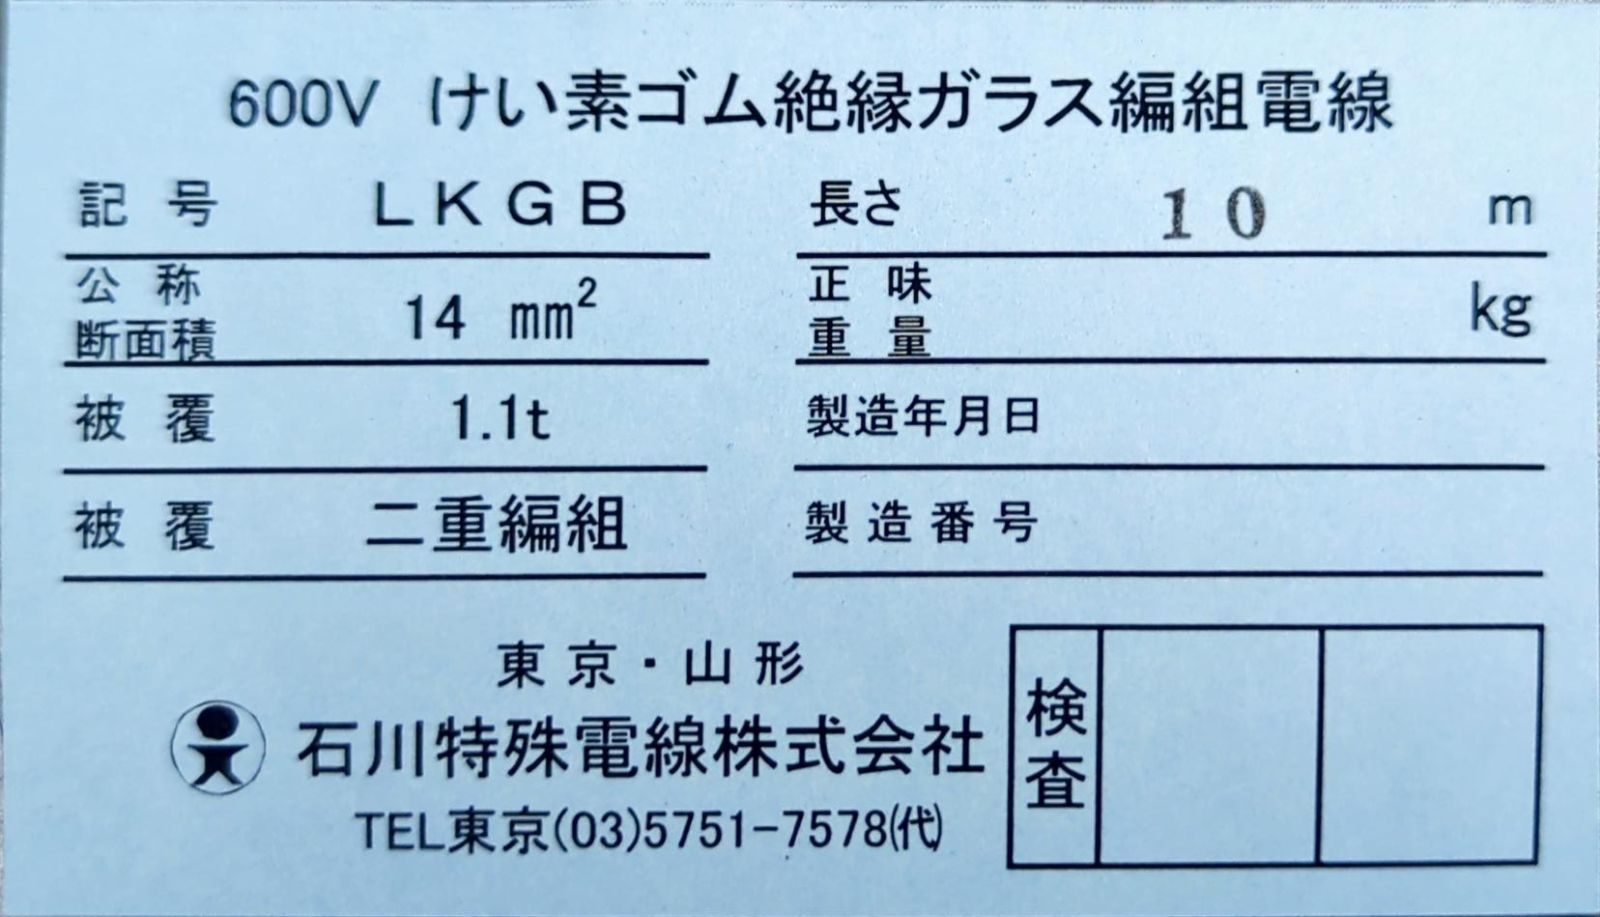 600V けい素ゴム絶縁ガラス編組電線
記号 LKGB
長さ 10 m
公称断面積 14 mm²
正味重量 kg
被覆 1.1t
製造年月日
被覆 二重編組
製造番号
東京・山形
石川特殊電線株式会社
TEL東京(03)5751-7578(代)
検査